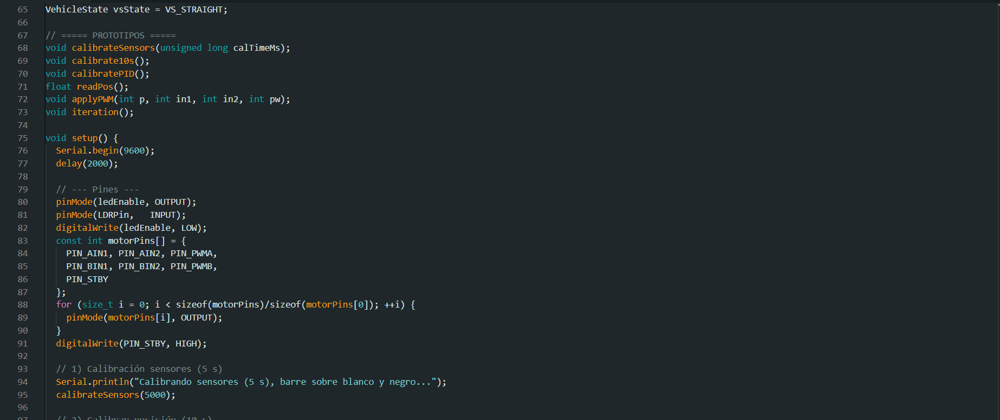 65 VehicleState vsState = VS_STRAIGHT;
66
67 // ===== PROTOTIPOS =====
68 void calibrateSensors(unsigned long calTimeMs);
69 void calibrate10s();
70 void calibratePID();
71 float readPos();
72 void applyPWM(int p, int in1, int in2, int pw);
73 void iteration();
74
75 void setup() {
76   Serial.begin(9600);
77   delay(2000);
78
79   // --- Pines ---
80   pinMode(ledEnable, OUTPUT);
81   pinMode(LDRPin,   INPUT);
82   digitalWrite(ledEnable, LOW);
83   const int motorPins[] = {
84     PIN_AIN1, PIN_AIN2, PIN_PWMA,
85     PIN_BIN1, PIN_BIN2, PIN_PWMB,
86     PIN_STBY
87   };
88   for (size_t i = 0; i < sizeof(motorPins)/sizeof(motorPins[0]); ++i) {
89     pinMode(motorPins[i], OUTPUT);
90   }
91   digitalWrite(PIN_STBY, HIGH);
92
93   // 1) Calibración sensores (5 s)
94   Serial.println("Calibrando sensores (5 s), barre sobre blanco y negro...");
95   calibrateSensors(5000);
96
97   // 2) Calibrar posición (10 s)